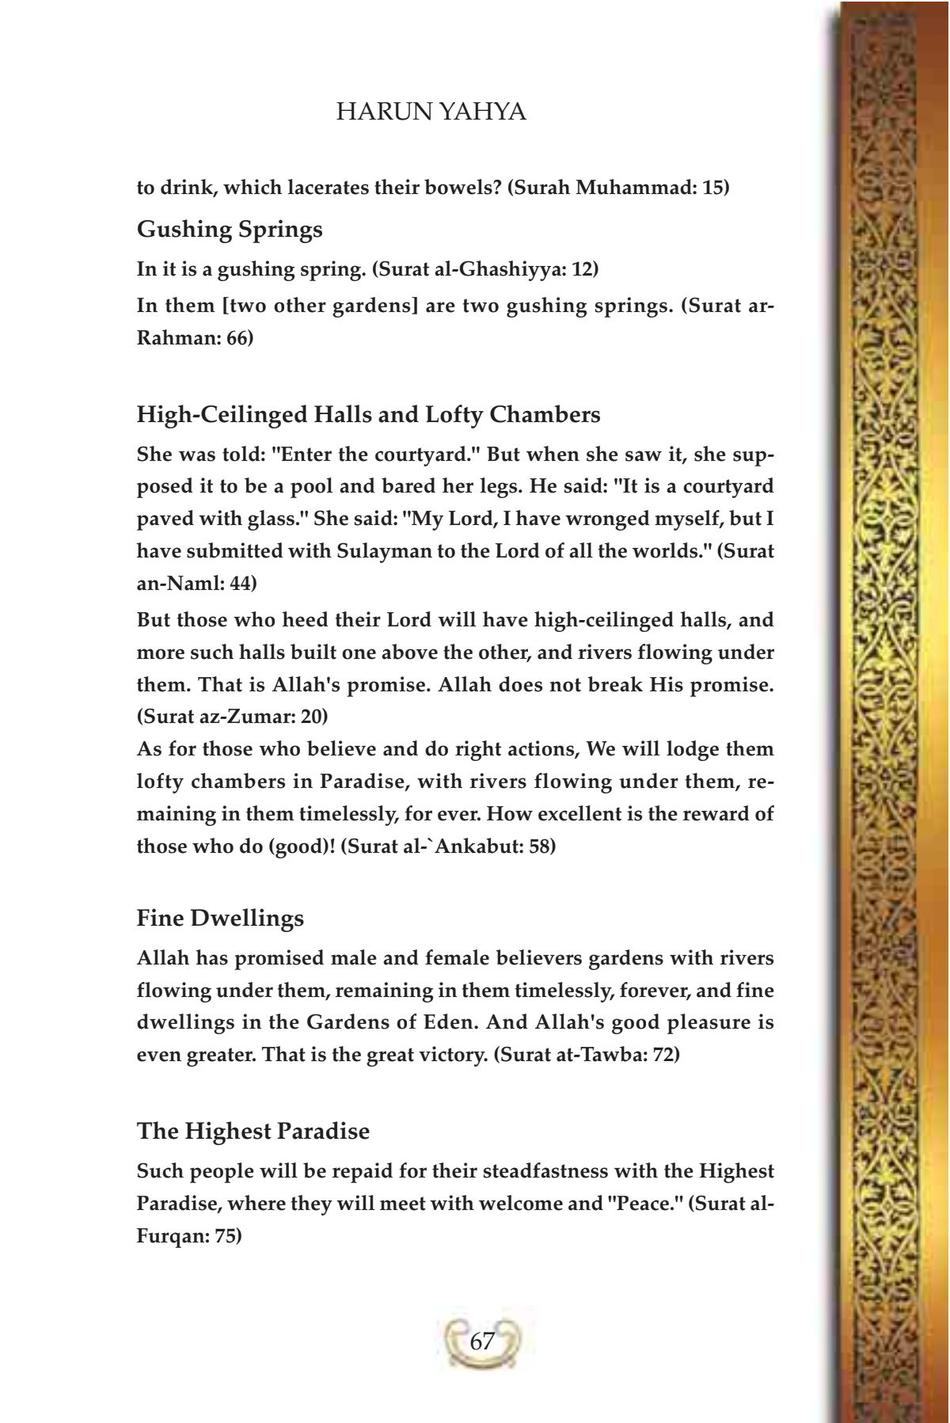 HARUN YAHYA
to drink, which lacerates their bowels? (Surah Muhammad: 15)
Gushing Springs
In it is a gushing spring. (Surat al-Ghashiyya: 12)
In them [two other gardens] are two gushing springs. (Surat ar-
Rahman: 66)
High-Ceilinged Halls and Lofty Chambers
She was told: "Enter the courtyard." But when she saw it, she sup-
posed it to be a pool and bared her legs. He said: "It is a courtyard
paved with glass." She said: "My Lord, I have wronged myself, but I
have submitted with Sulayman to the Lord of all the worlds." (Surat
an-Naml: 44)
But those who heed their Lord will have high-ceilinged halls, and
more such halls built one above the other, and rivers flowing under
them. That is Allah's promise. Allah does not break His promise.
(Surat az-Zumar: 20)
As for those who believe and do right actions, We will lodge them
lofty chambers in Paradise, with rivers flowing under them, re-
maining in them timelessly, for ever. How excellent is the reward of
those who do (good)! (Surat al-`Ankabut: 58)
Fine Dwellings
Allah has promised male and female believers gardens with rivers
flowing under them, remaining in them timelessly, forever, and fine
dwellings in the Gardens of Eden. And Allah's good pleasure is
even greater. That is the great victory. (Surat at-Tawba: 72)
The Highest Paradise
Such people will be repaid for their steadfastness with the Highest
Paradise, where they will meet with welcome and "Peace." (Surat al-
Furqan: 75)
67